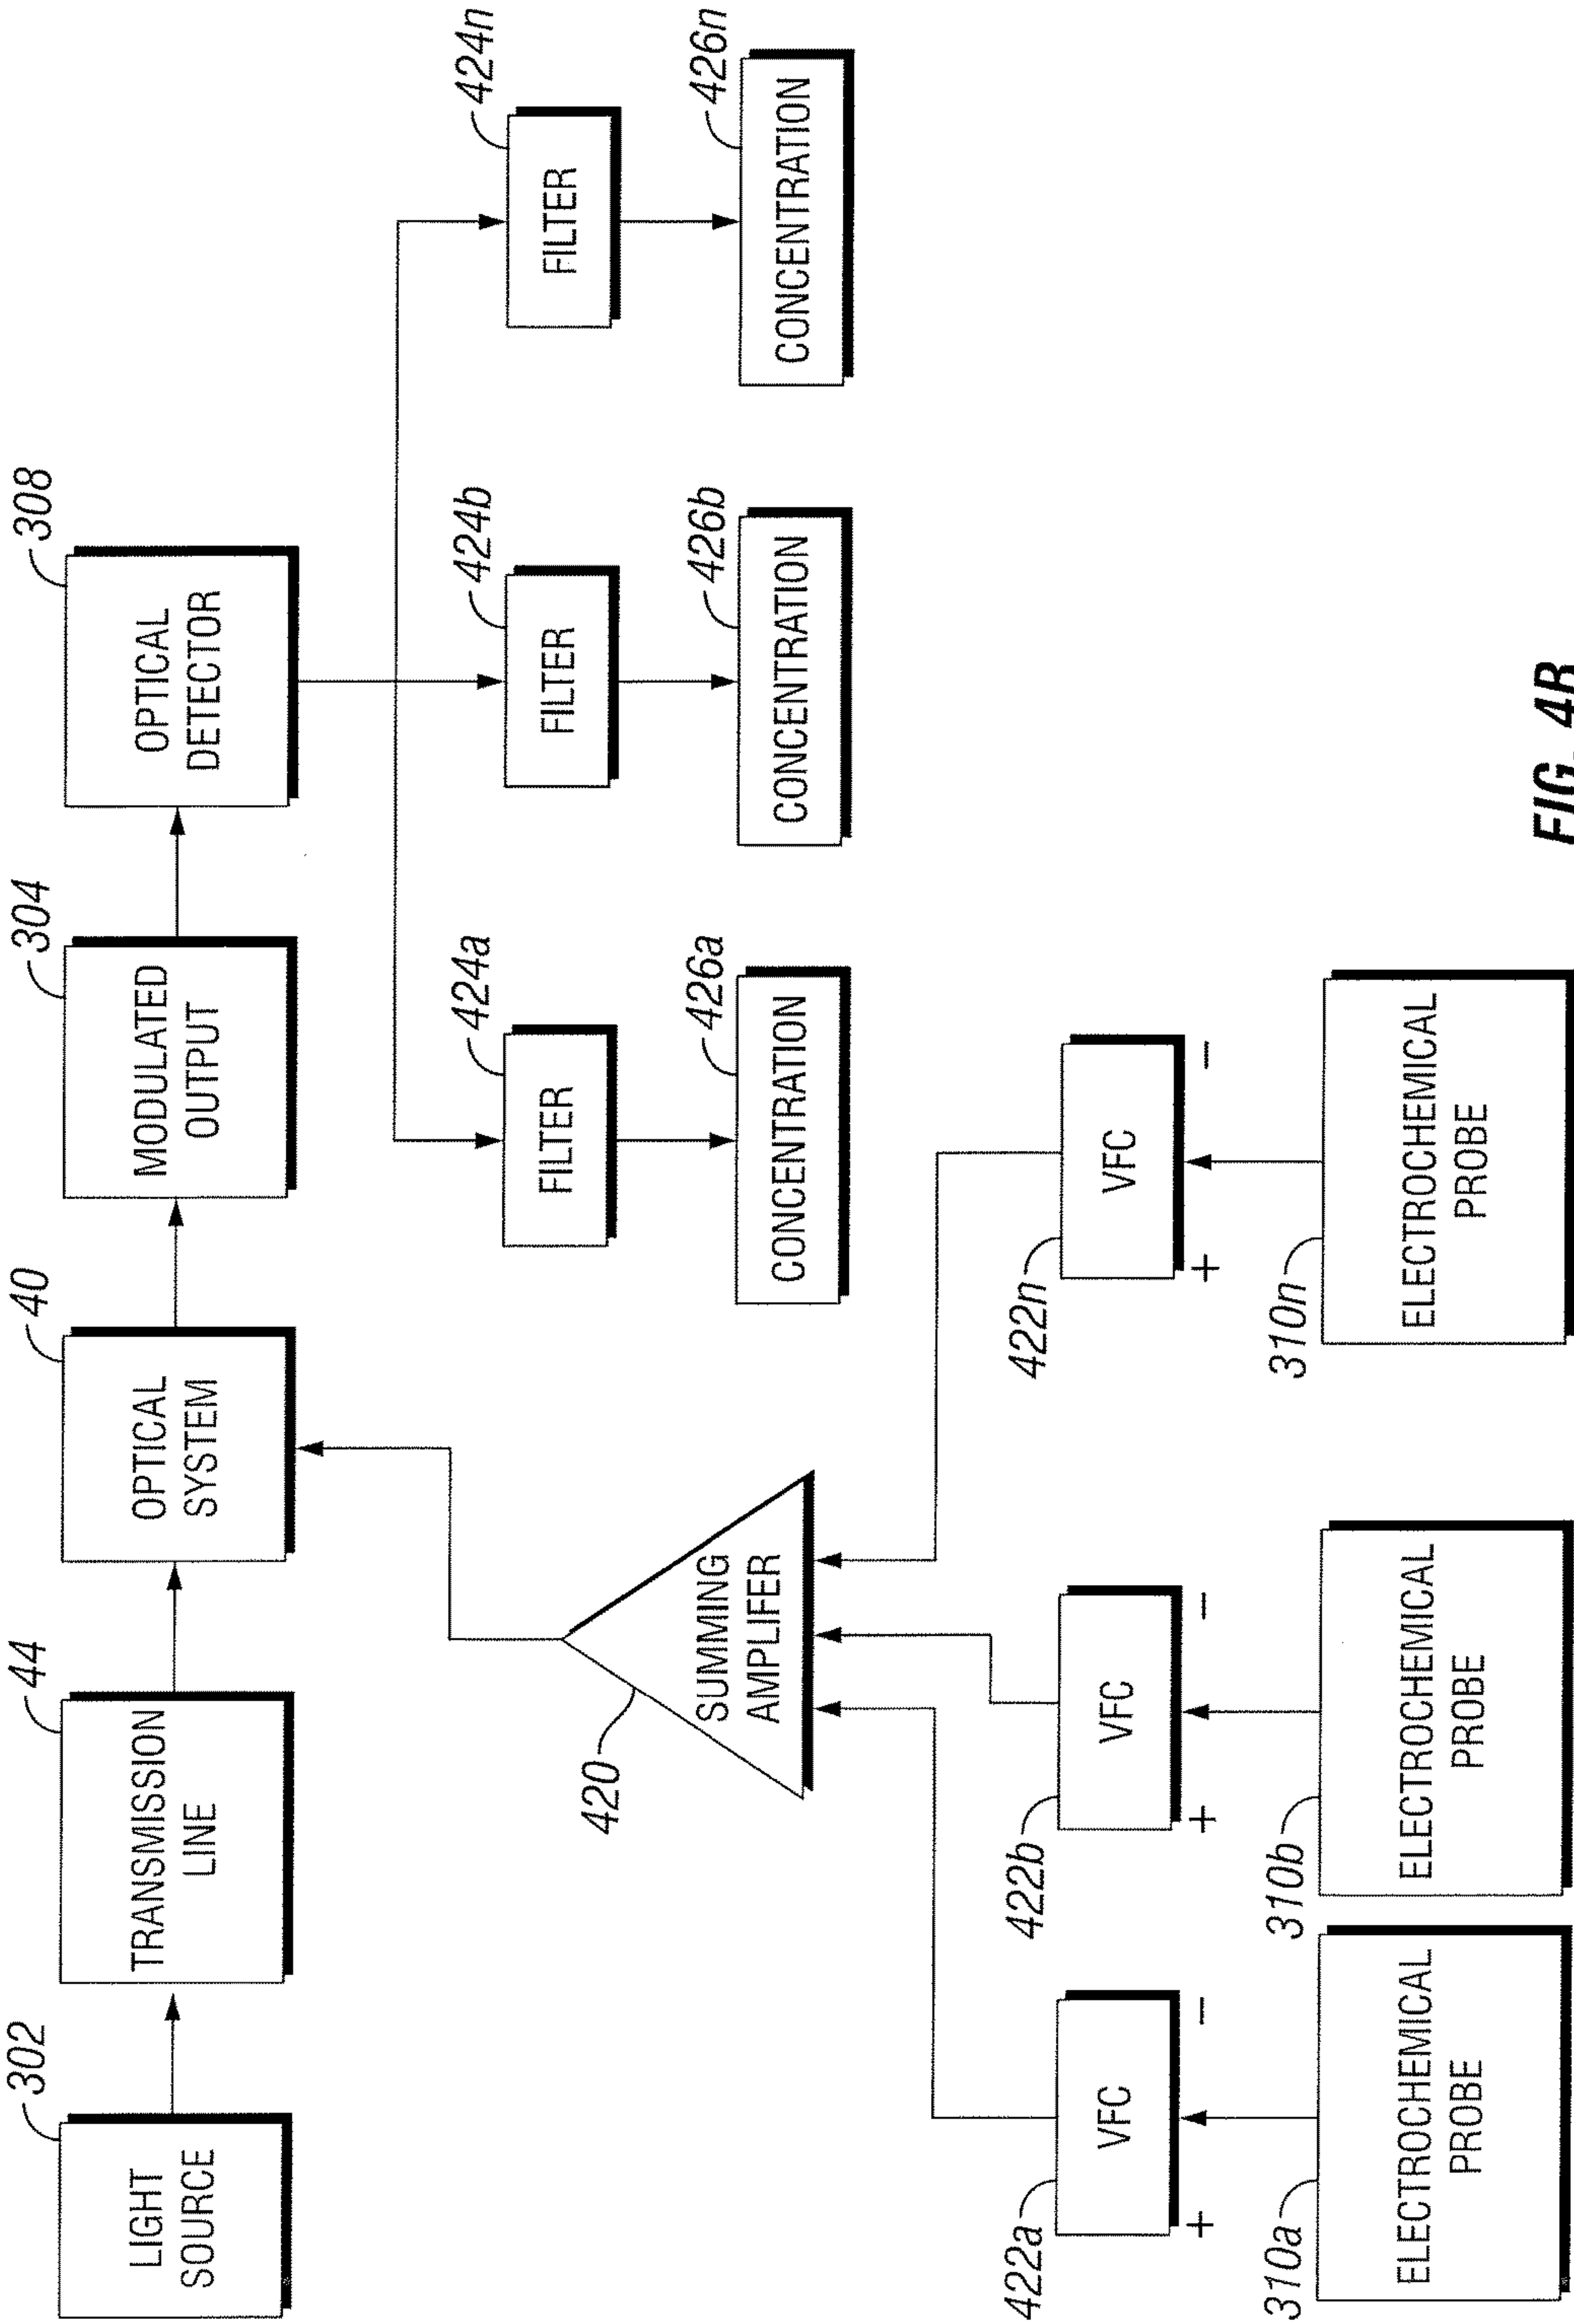 302
44
40
304
308
LIGHT
SOURCE
TRANSMISSION
LINE
OPTICAL
SYSTEM
MODULATED
OUTPUT
OPTICAL
DETECTOR
424a
424b
424n
FILTER
FILTER
FILTER
426a
426b
426n
CONCENTRATION
CONCENTRATION
CONCENTRATION
420
SUMMING
AMPLIFER
422a
422b
422n
VFC
VFC
VFC
+ -
+ -
+ -
310a
310b
310n
ELECTROCHEMICAL
PROBE
ELECTROCHEMICAL
PROBE
ELECTROCHEMICAL
PROBE
FIG. 4B